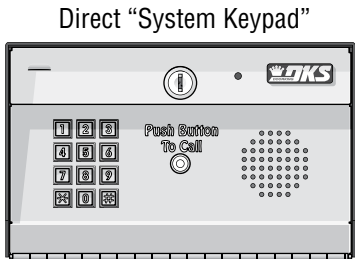 Direct “System Keypad”
DKS
1 2 3
Push Button
4 5 6
To Call
7 8 9
* 0 #